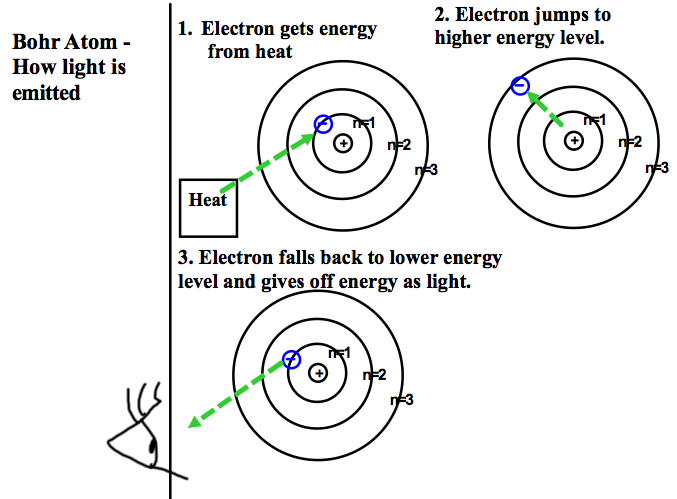 Bohr Atom -
How light is
emitted
1. Electron gets energy
from heat
n=1
n=2
n=3
+
−
Heat
2. Electron jumps to
higher energy level.
−
n=1
+
n=2
n=3
3. Electron falls back to lower energy
level and gives off energy as light.
n=1
−
+
n=2
n=3